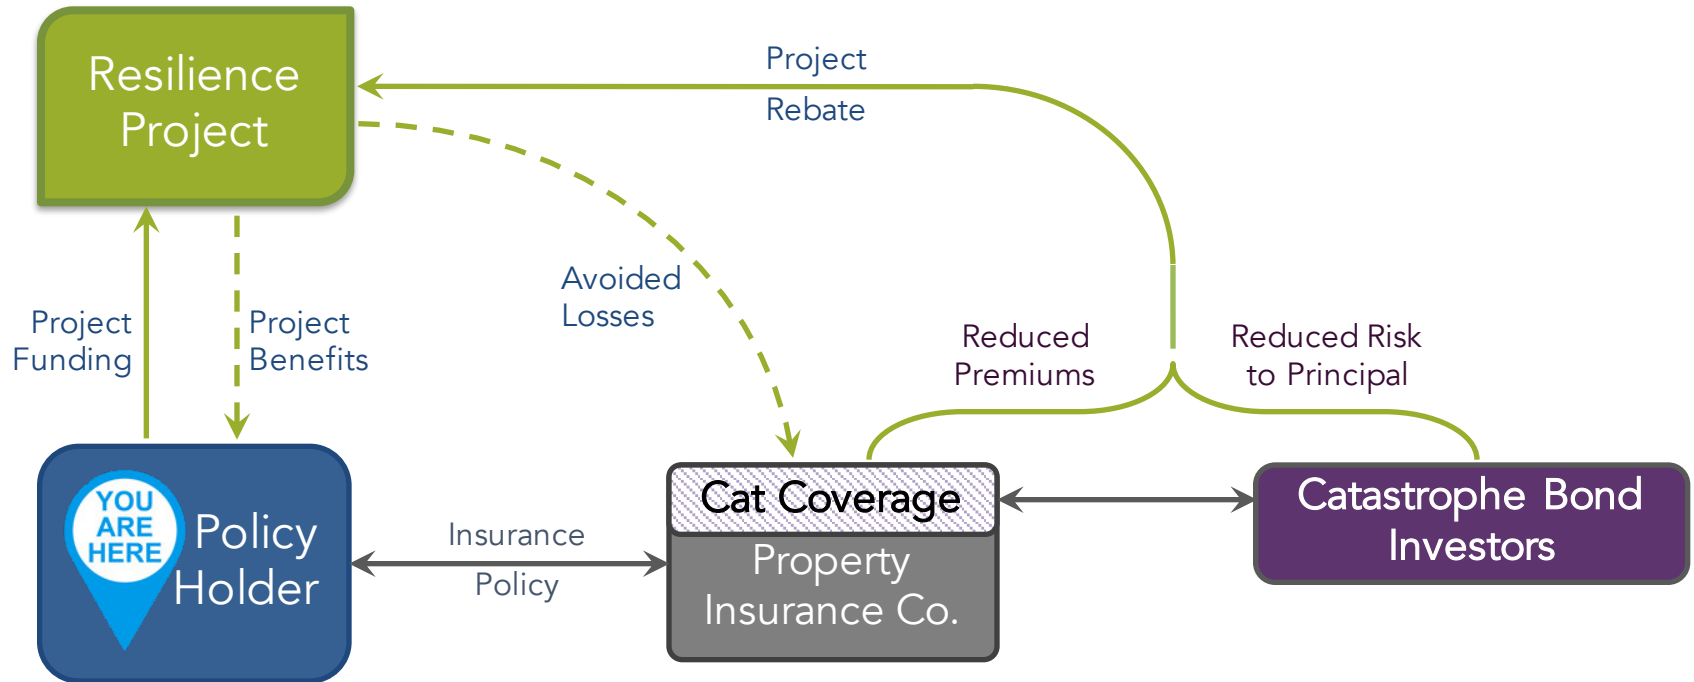 Resilience
Project
Project
Rebate
Avoided
Losses
Project
Funding
Project
Benefits
Reduced
Premiums
Reduced Risk
to Principal
YOU
ARE
HERE
Policy
Holder
Insurance
Policy
Cat Coverage
Property
Insurance Co.
Catastrophe Bond
Investors